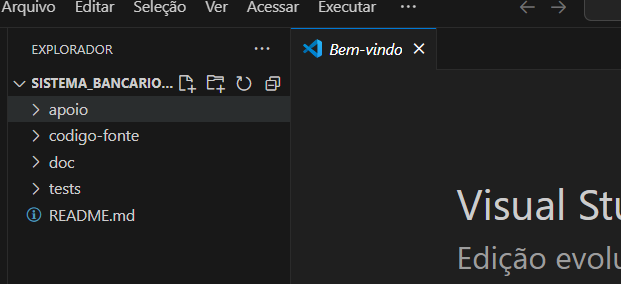 Arquivo Editar Seleção Ver Acessar Executar ···
EXPLORADOR ···
Bem-vindo
SISTEMA_BANCARIO...
apoio
codigo-fonte
doc
tests
README.md
Visual Stu
Edição evolu